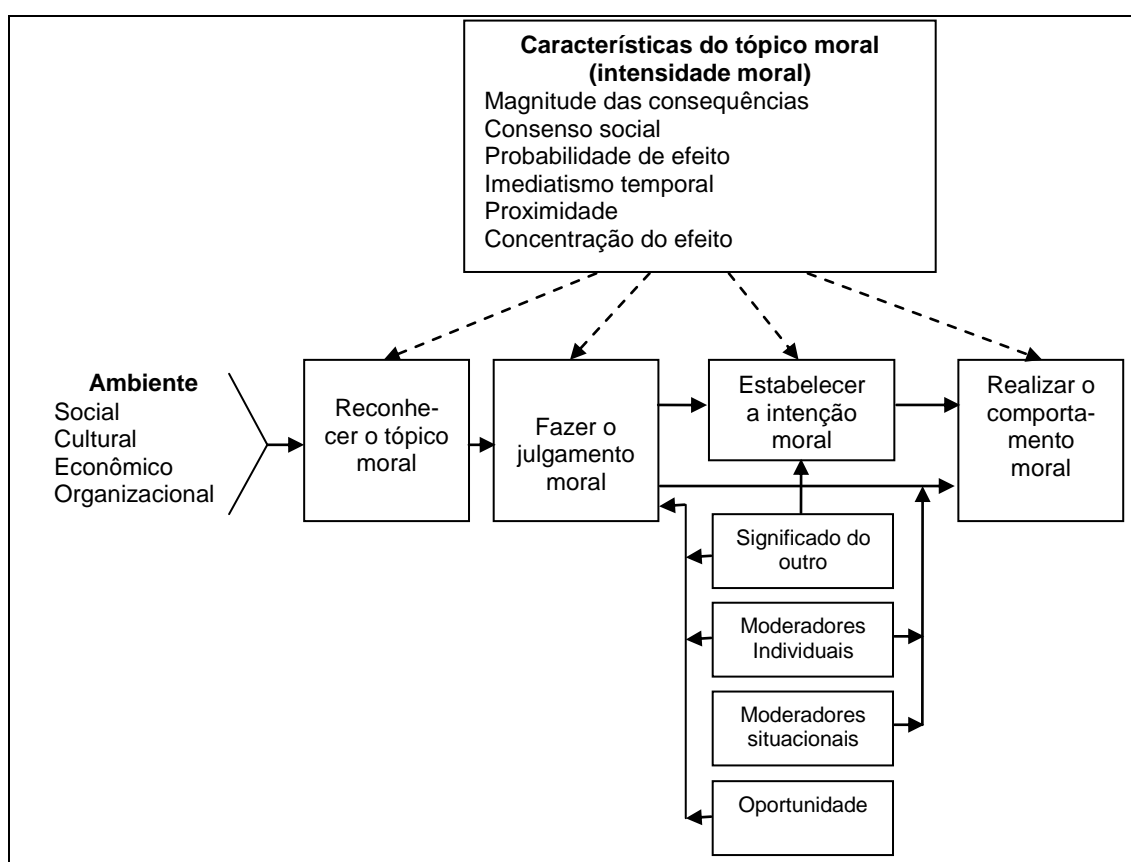 Características do tópico moral
(intensidade moral)
Magnitude das consequências
Consenso social
Probabilidade de efeito
Imediatismo temporal
Proximidade
Concentração do efeito
Ambiente
Social
Cultural
Econômico
Organizacional
Reconhe-
cer o tópico
moral
Fazer o
julgamento
moral
Estabelecer
a intenção
moral
Realizar o
comporta-
mento
moral
Significado do
outro
Moderadores
Individuais
Moderadores
situacionais
Oportunidade